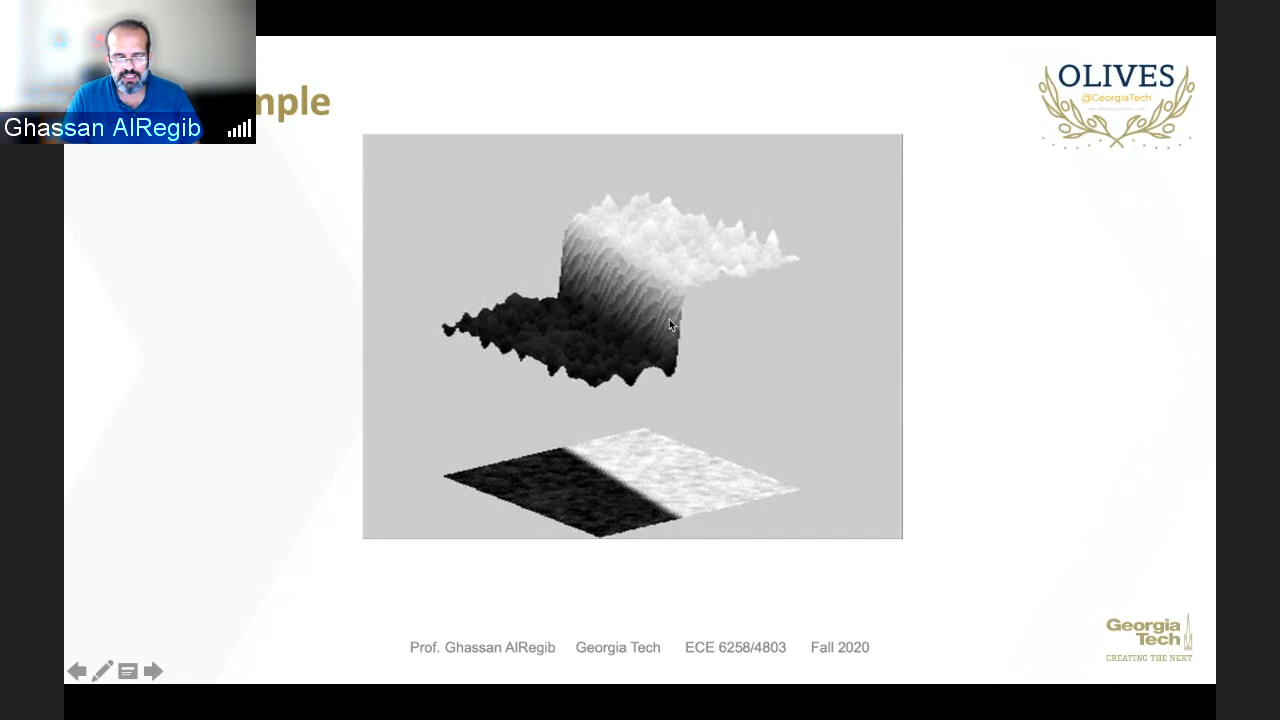 Ghassan AlRegib
mple
OLIVES
@GeorgiaTech
Prof. Ghassan AlRegib Georgia Tech ECE 6258/4803 Fall 2020
Georgia
Tech
CREATING THE NEXT